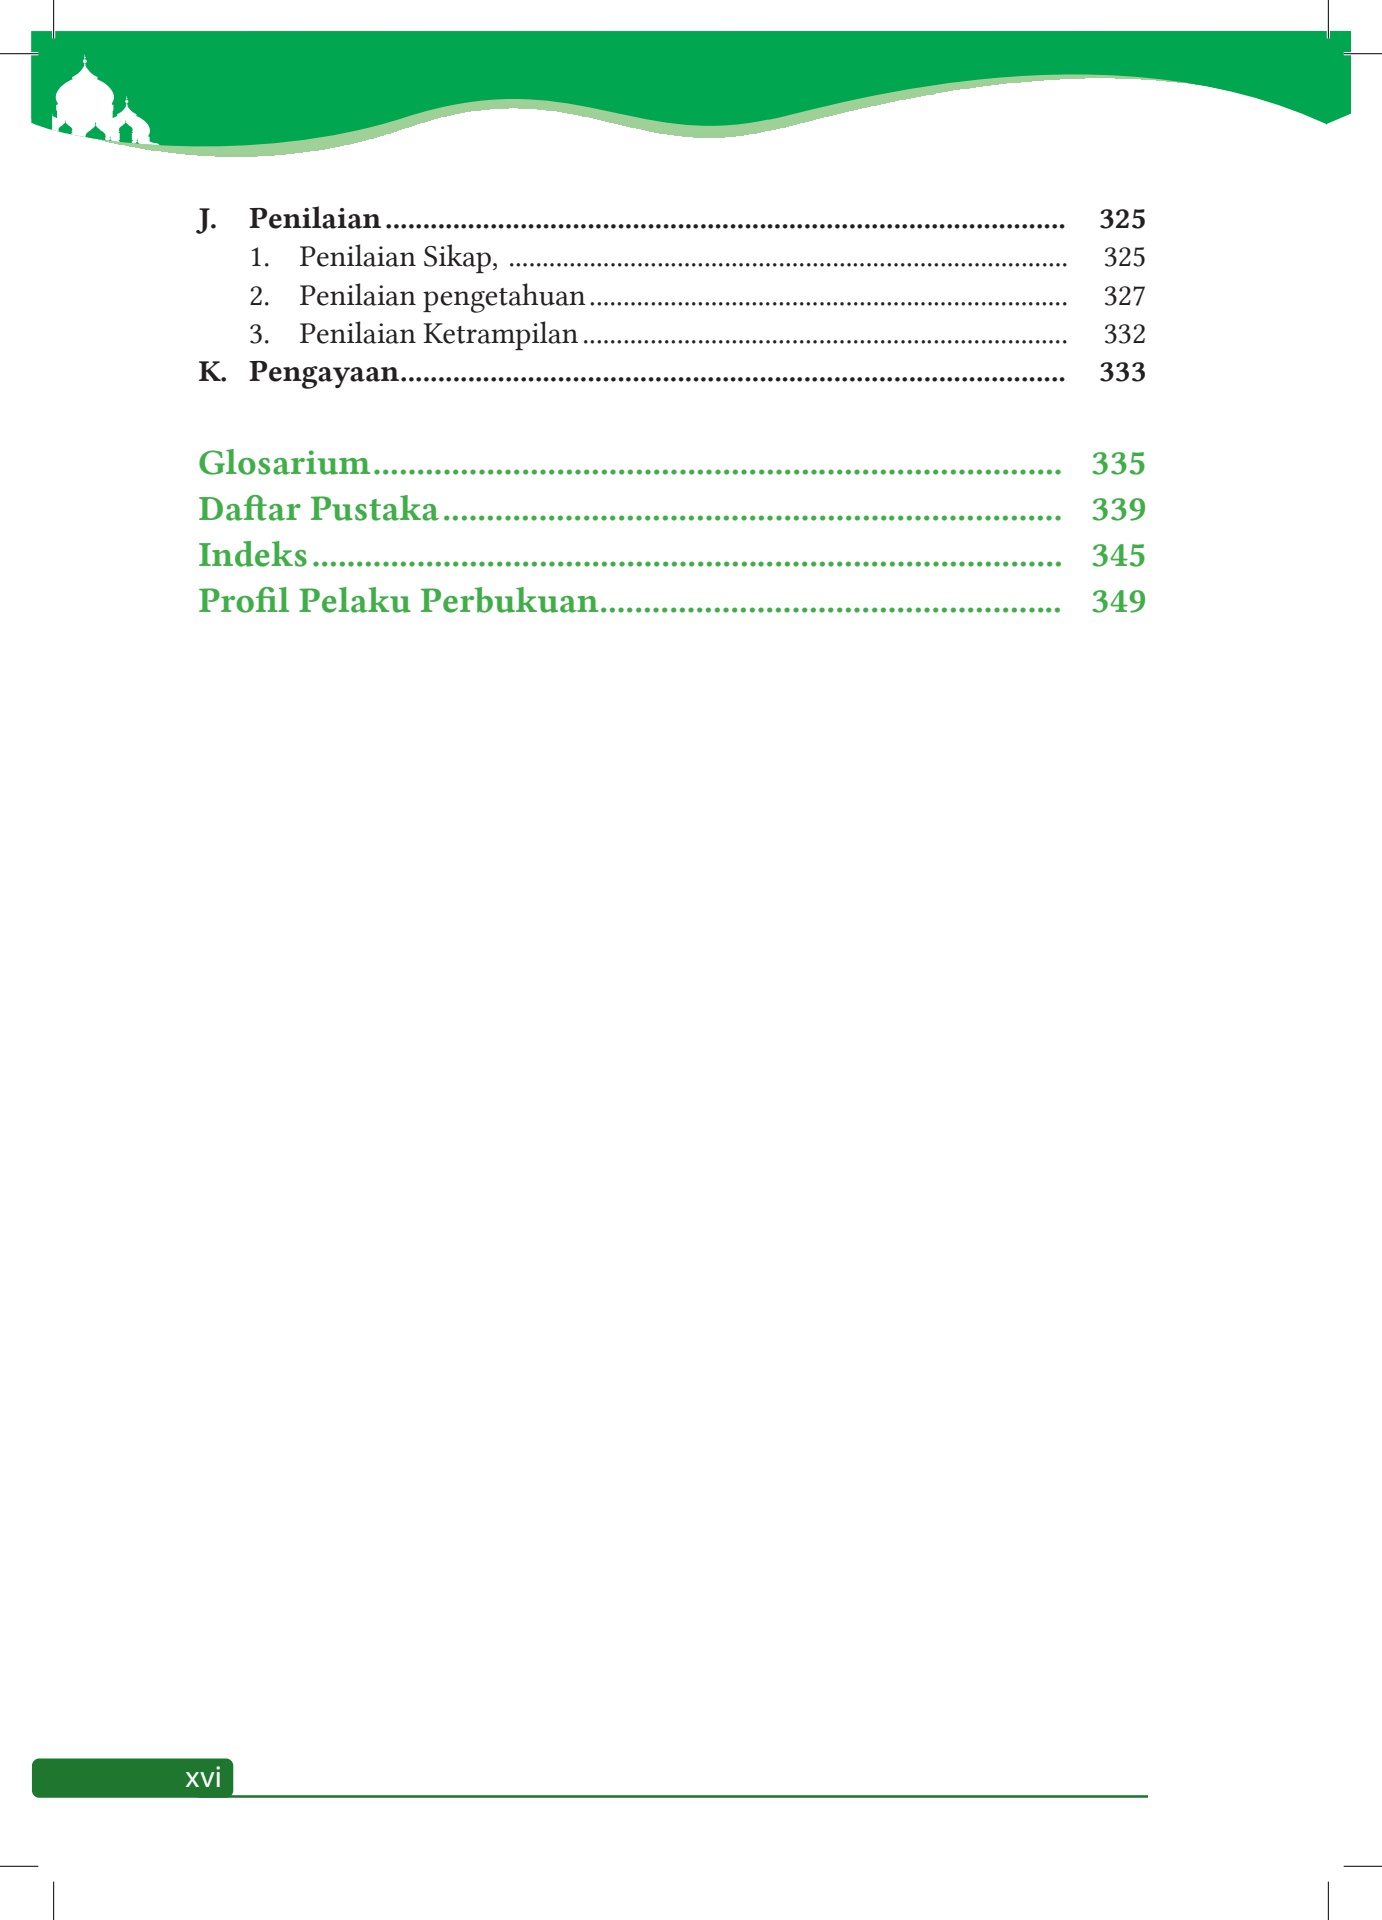 J. Penilaian ........................................................................................... 325
1. Penilaian Sikap, ................................................................................... 325
2. Penilaian pengetahuan ....................................................................... 327
3. Penilaian Ketrampilan ........................................................................ 332
K. Pengayaan......................................................................................... 333
Glosarium.............................................................................. 335
Daftar Pustaka ...................................................................... 339
Indeks ..................................................................................... 345
Profil Pelaku Perbukuan.................................................... 349
xvi